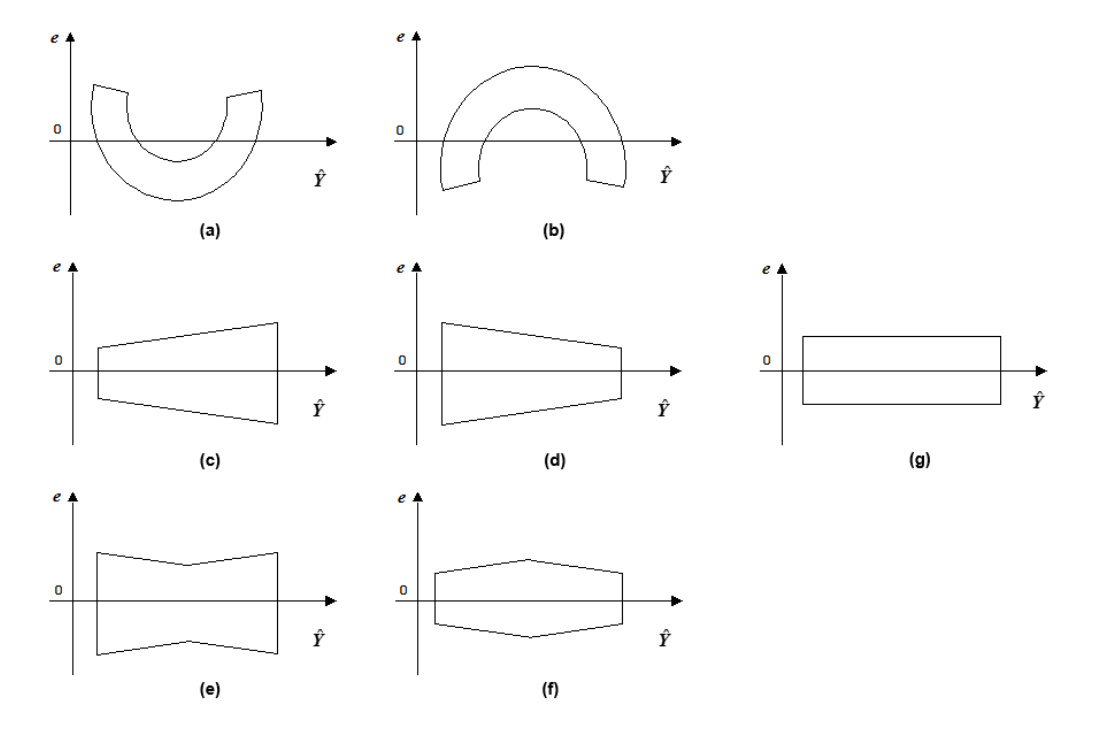 e e
0 0
Ŷ Ŷ
(a) (b)
e e e
0 0 0
Ŷ Ŷ Ŷ
(c) (d) (g)
e e
0 0
Ŷ Ŷ
(e) (f)